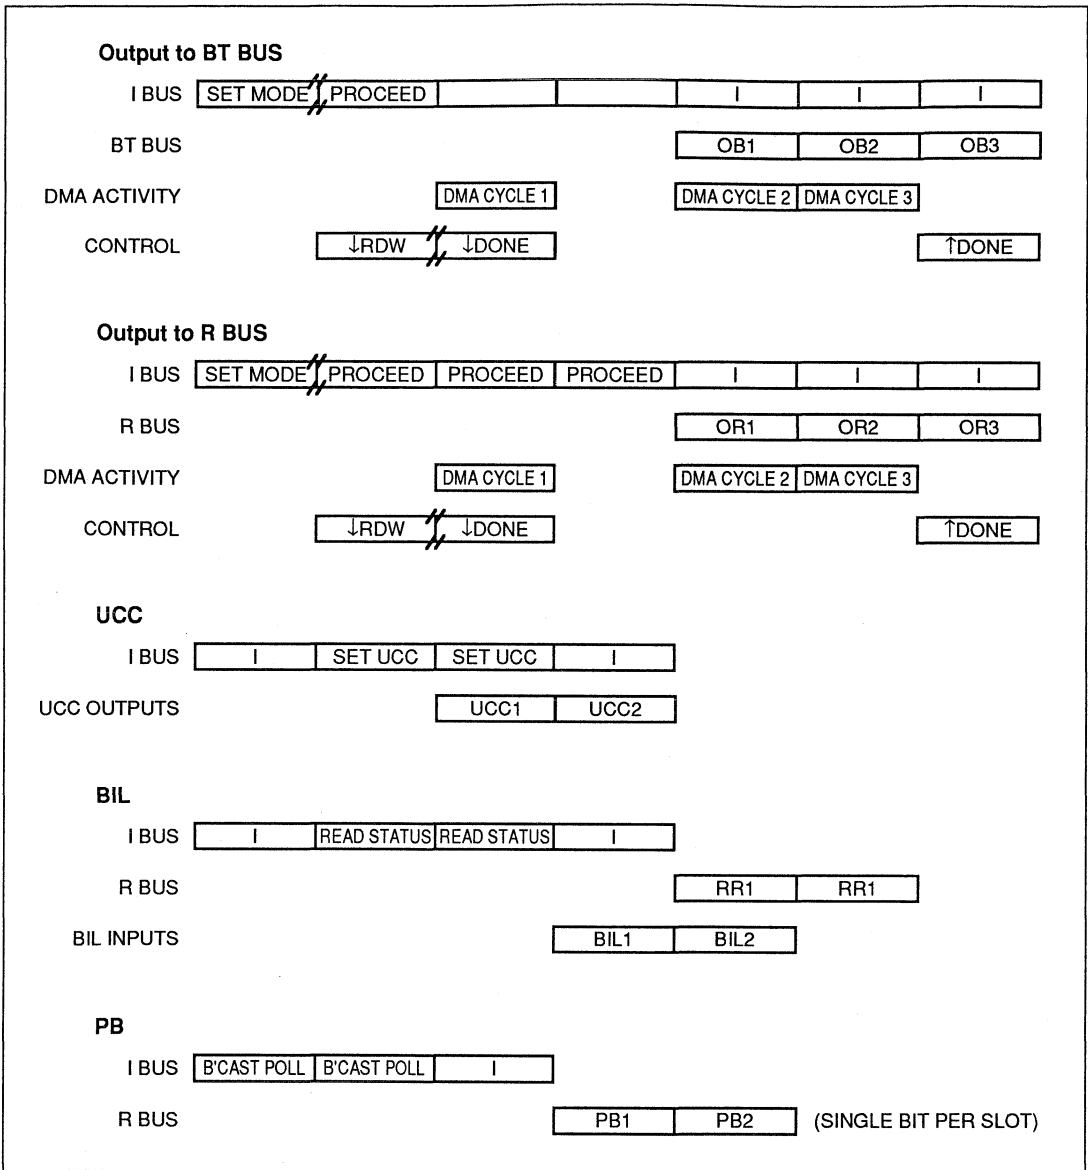 Output to BT BUS
I BUS SET MODE PROCEED I I I
BT BUS OB1 OB2 OB3
DMA ACTIVITY DMA CYCLE 1 DMA CYCLE 2 DMA CYCLE 3
CONTROL ↓RDW ↓DONE ↑DONE
Output to R BUS
I BUS SET MODE PROCEED PROCEED PROCEED I I I
R BUS OR1 OR2 OR3
DMA ACTIVITY DMA CYCLE 1 DMA CYCLE 2 DMA CYCLE 3
CONTROL ↓RDW ↓DONE ↑DONE
UCC
I BUS I SET UCC SET UCC I
UCC OUTPUTS UCC1 UCC2
BIL
I BUS I READ STATUS READ STATUS I
R BUS RR1 RR1
BIL INPUTS BIL1 BIL2
PB
I BUS B'CAST POLL B'CAST POLL I
R BUS PB1 PB2 (SINGLE BIT PER SLOT)